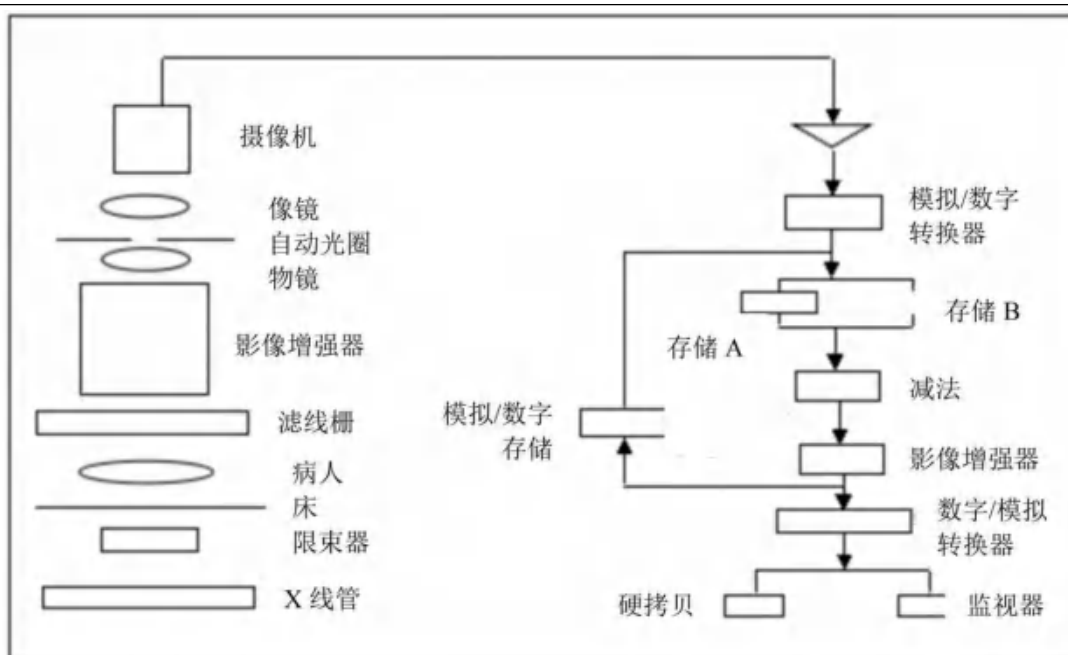 摄像机
像镜
自动光圈
物镜
影像增强器
滤线栅
病人
床
限束器
X 线管
模拟/数字
转换器
存储 B
存储 A
减法
模拟/数字
存储
影像增强器
数字/模拟
转换器
硬拷贝
监视器